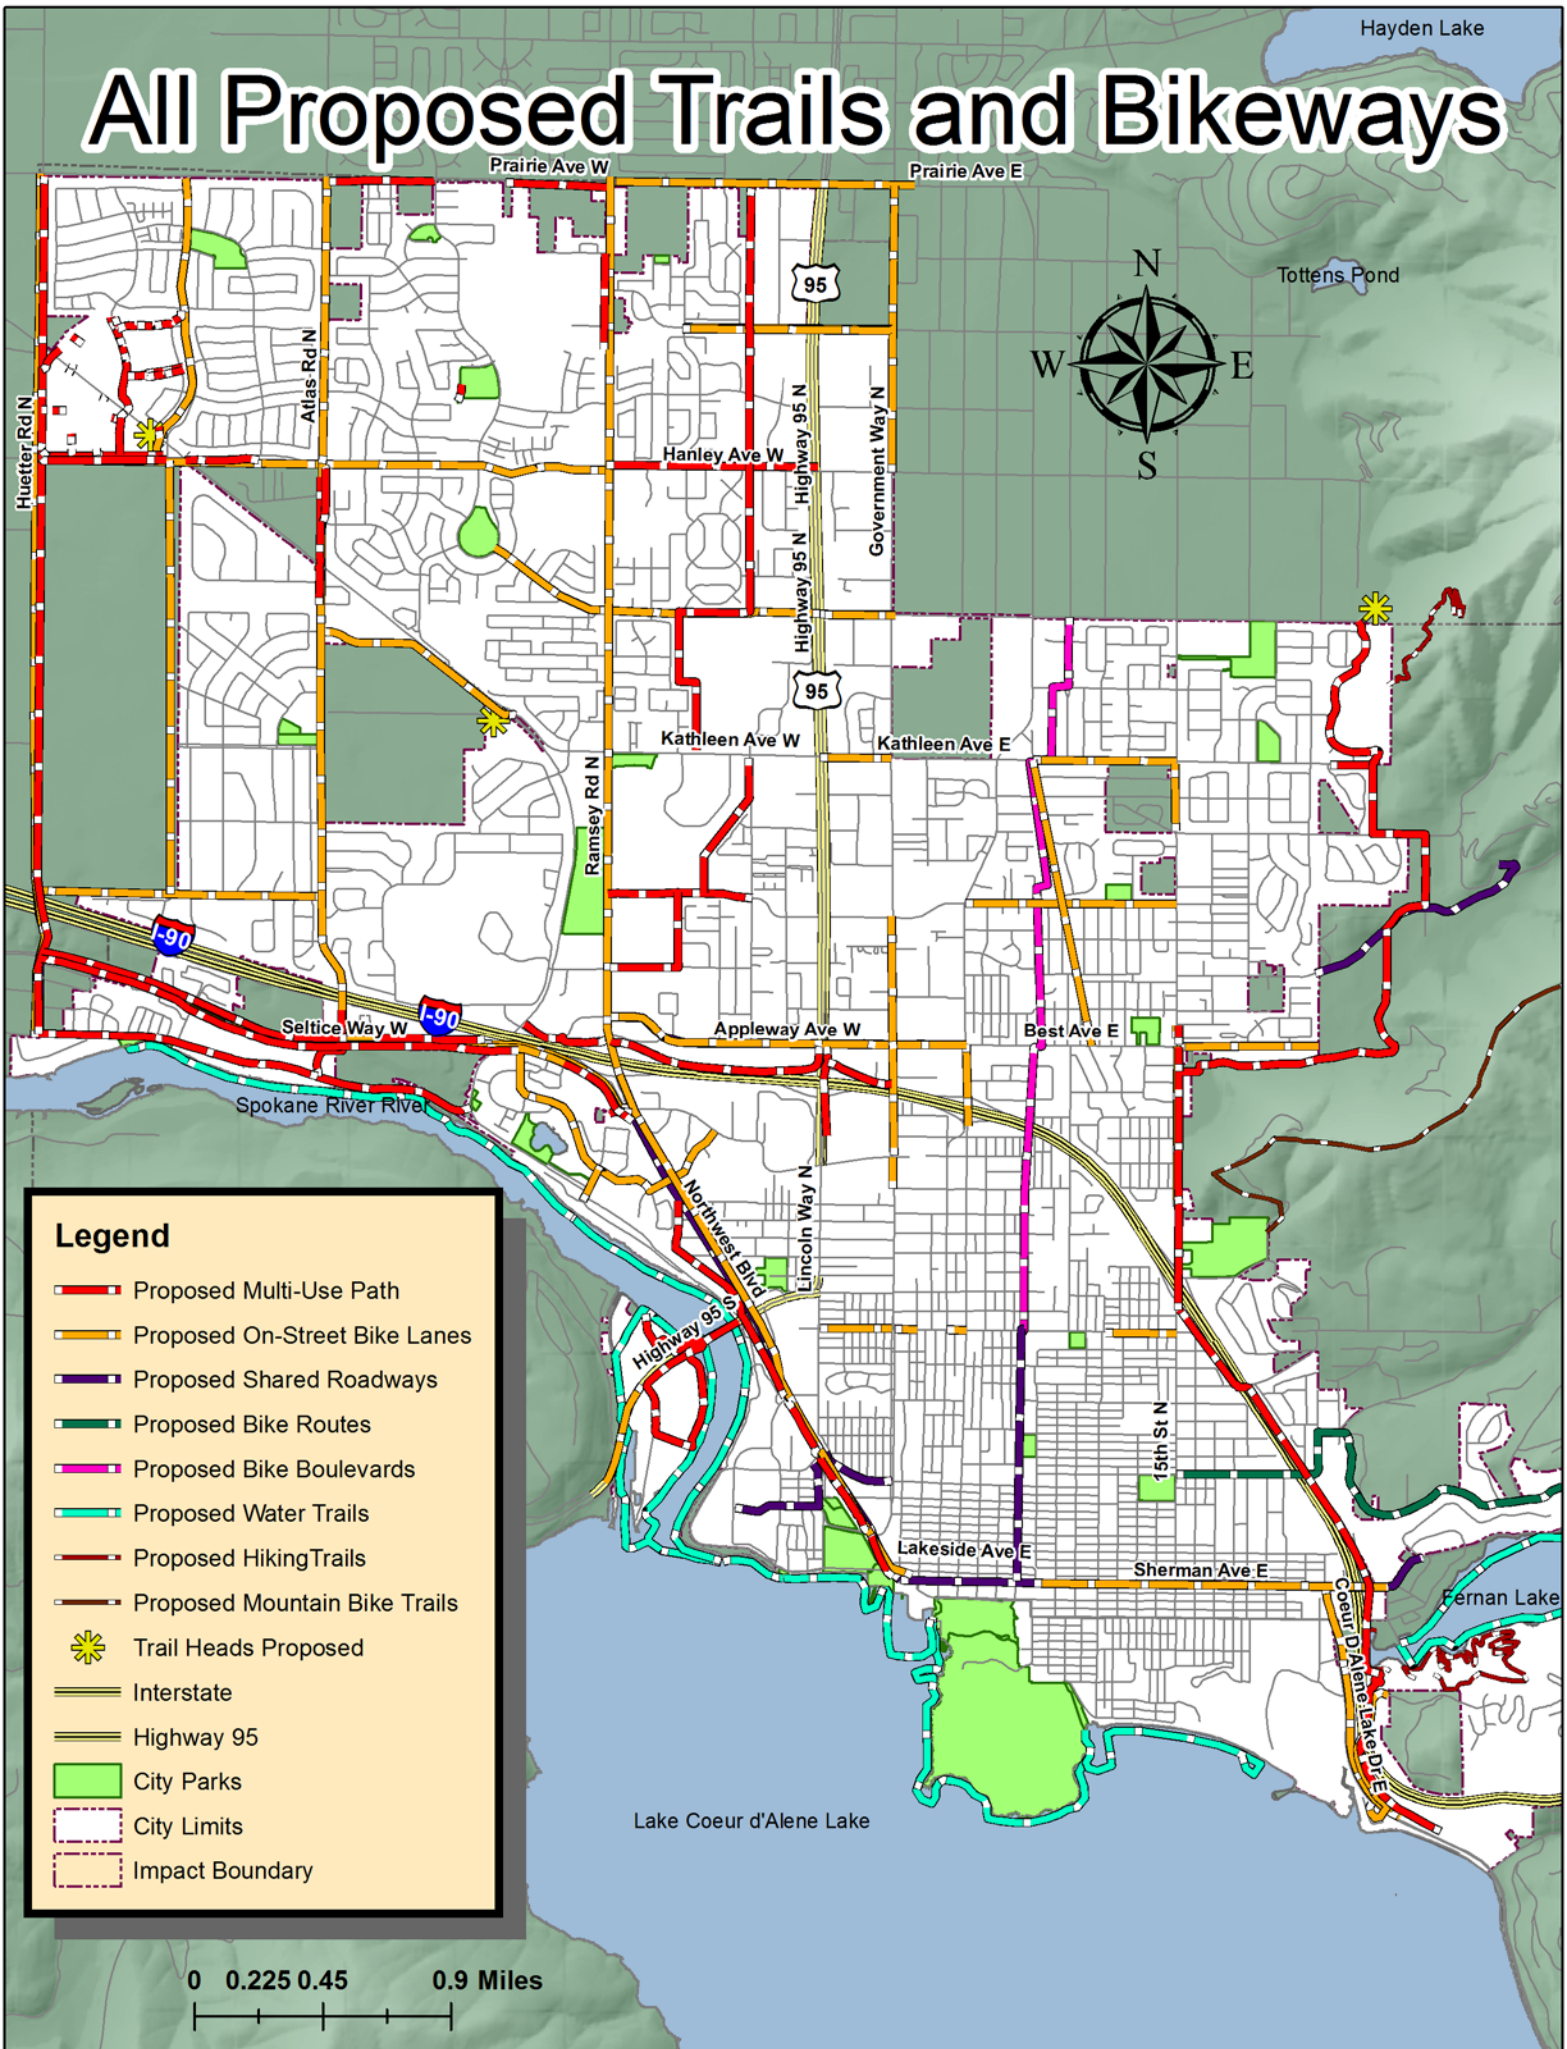 Hayden Lake
All Proposed Trails and Bikeways
Prairie Ave W
Prairie Ave E
N
W
E
S
Tottens Pond
95
Atlas Rd N
Huetter Rd N
Highway 95 N
Government Way N
Hanley Ave W
Highway 95 N
95
Kathleen Ave W
Kathleen Ave E
Ramsey Rd N
I-90
I-90
Seltice Way W
Appleway Ave W
Best Ave E
Spokane River River
Northwest Blvd
Lincoln Way N
Highway 95 S
15th St N
Lakeside Ave E
Sherman Ave E
Fernan Lake
Coeur D Alene Lake Dr E
Lake Coeur d'Alene Lake
Legend
Proposed Multi-Use Path
Proposed On-Street Bike Lanes
Proposed Shared Roadways
Proposed Bike Routes
Proposed Bike Boulevards
Proposed Water Trails
Proposed HikingTrails
Proposed Mountain Bike Trails
Trail Heads Proposed
Interstate
Highway 95
City Parks
City Limits
Impact Boundary
0 0.225 0.45 0.9 Miles